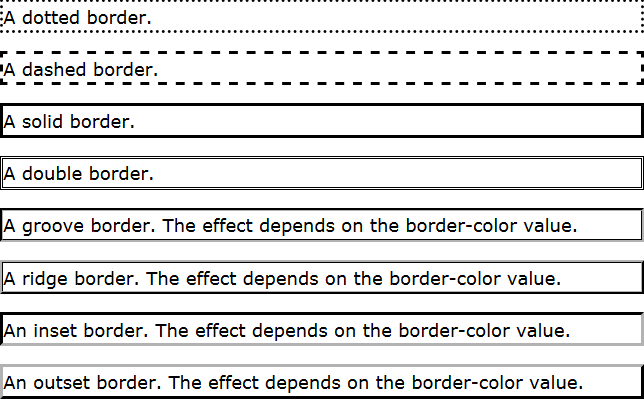 A dotted border.
A dashed border.
A solid border.
A double border.
A groove border. The effect depends on the border-color value.
A ridge border. The effect depends on the border-color value.
An inset border. The effect depends on the border-color value.
An outset border. The effect depends on the border-color value.